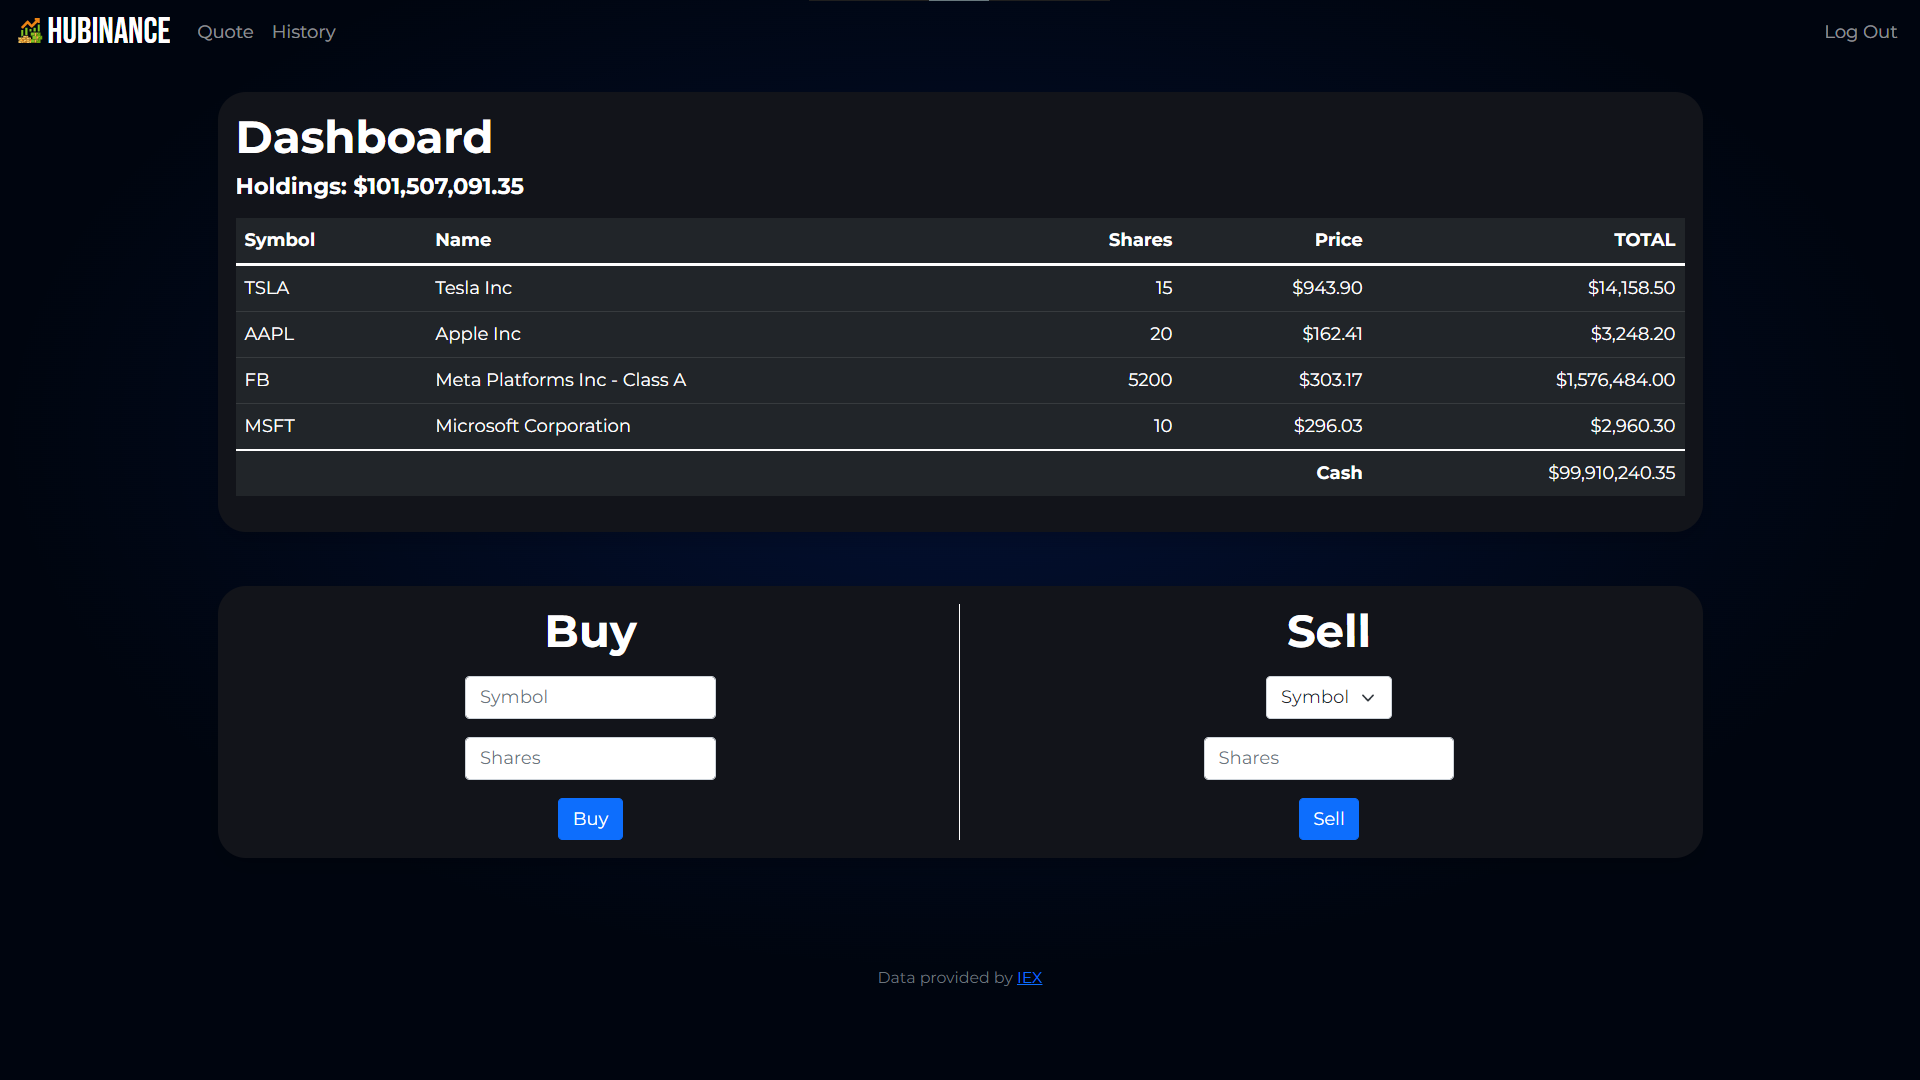 HUBINANCE Quote History Log Out
Dashboard
Holdings: $101,507,091.35
Symbol Name Shares Price TOTAL
TSLA Tesla Inc 15 $943.90 $14,158.50
AAPL Apple Inc 20 $162.41 $3,248.20
FB Meta Platforms Inc - Class A 5200 $303.17 $1,576,484.00
MSFT Microsoft Corporation 10 $296.03 $2,960.30
Cash $99,910,240.35
Buy
Symbol
Shares
Buy
Sell
Symbol
Shares
Sell
Data provided by IEX